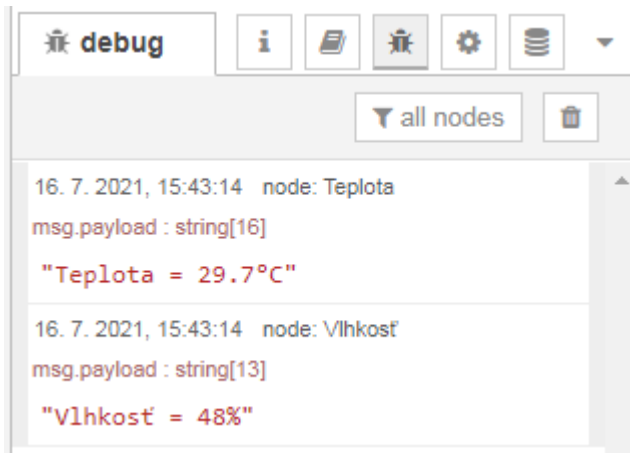 debug
all nodes
16. 7. 2021, 15:43:14 node: Teplota
msg.payload : string[16]
"Teplota = 29.7°C"
16. 7. 2021, 15:43:14 node: Vlhkosť
msg.payload : string[13]
"Vlhkosť = 48%"